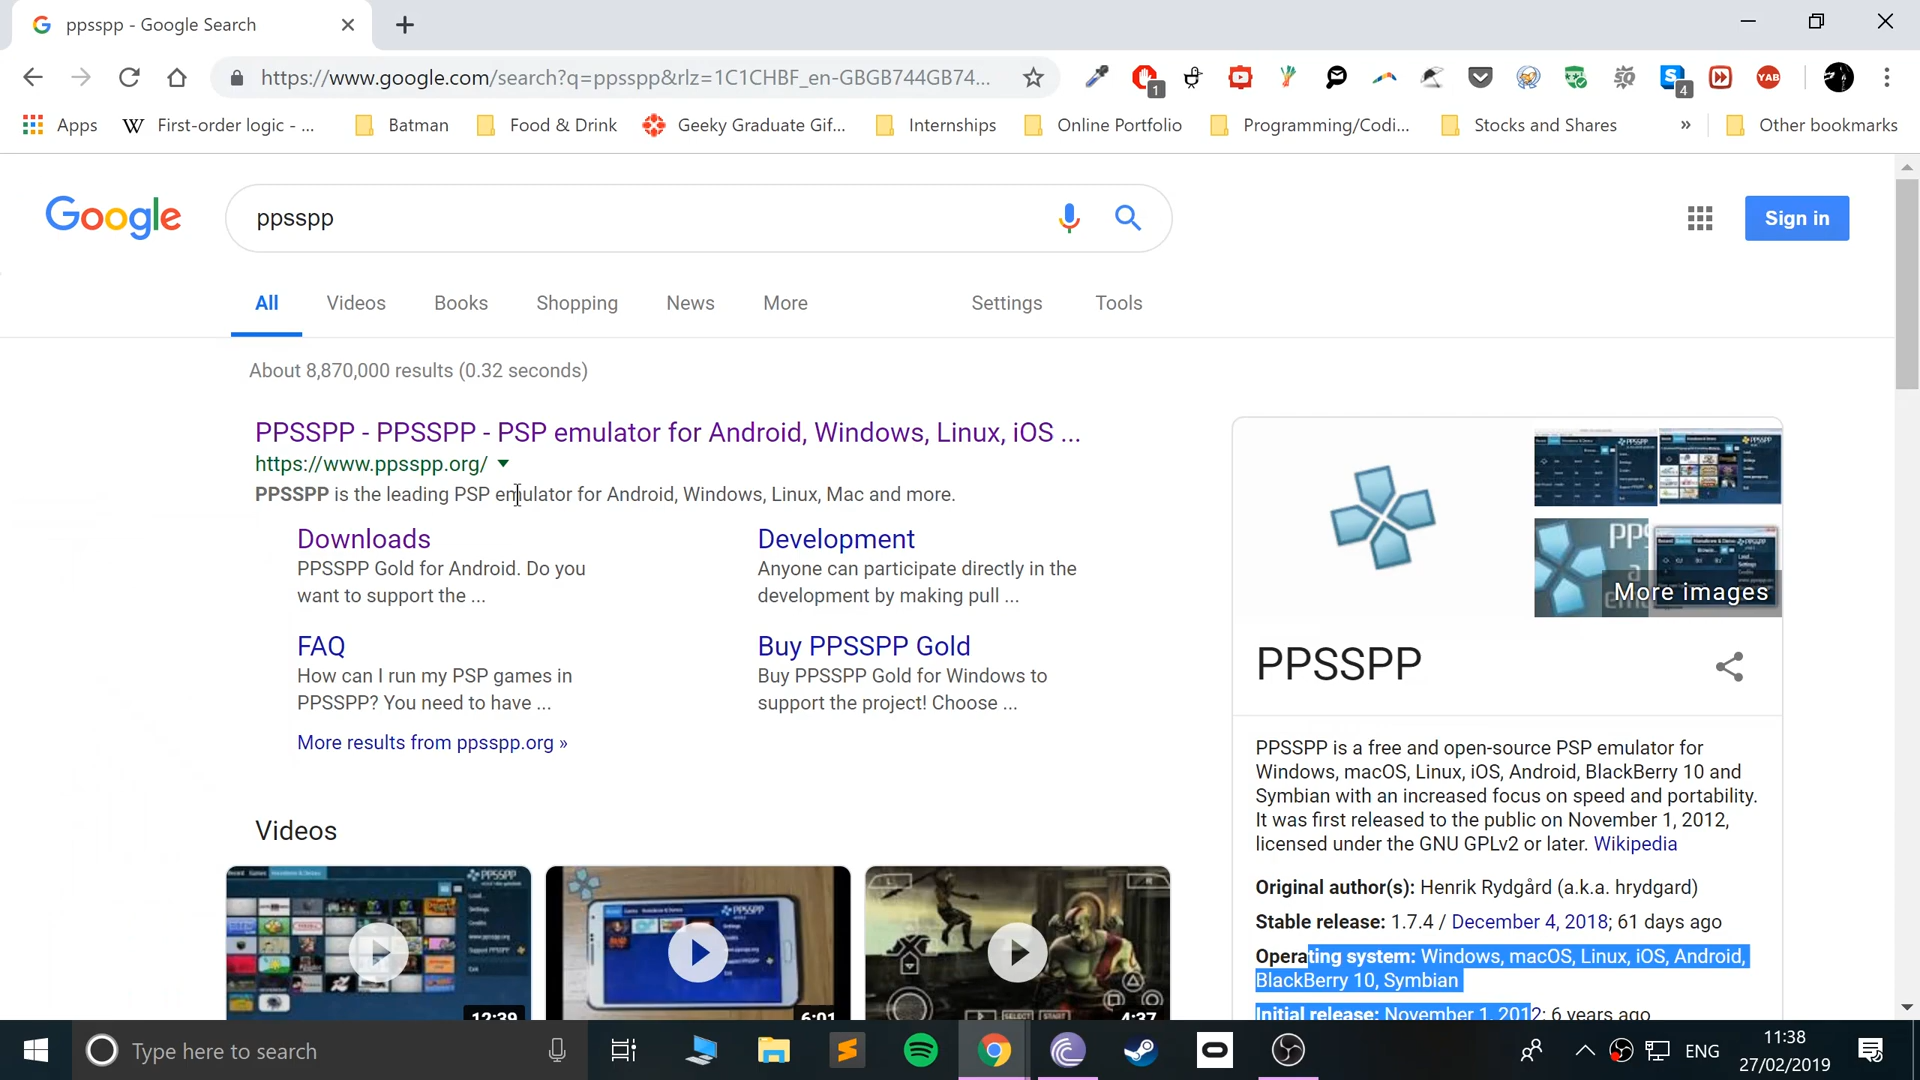 ppsspp - Google Search
https://www.google.com/search?q=ppsspp&rlz=1C1CHBF_en-GBGB744GB74...
1
4
YAB
Apps
First-order logic - ...
Batman
Food & Drink
Geeky Graduate Gif...
Internships
Online Portfolio
Programming/Codi...
Stocks and Shares
»
Other bookmarks
Google
ppsspp
Sign in
All
Videos
Books
Shopping
News
More
Settings
Tools
About 8,870,000 results (0.32 seconds)
PPSSPP - PPSSPP - PSP emulator for Android, Windows, Linux, iOS ...
https://www.ppsspp.org/
PPSSPP is the leading PSP emulator for Android, Windows, Linux, Mac and more.
Downloads
PPSSPP Gold for Android. Do you
want to support the ...
Development
Anyone can participate directly in the
development by making pull ...
FAQ
How can I run my PSP games in
PPSSPP? You need to have ...
Buy PPSSPP Gold
Buy PPSSPP Gold for Windows to
support the project! Choose ...
More results from ppsspp.org »
Videos
12:39
6:01
4:37
More images
PPSSPP
PPSSPP is a free and open-source PSP emulator for
Windows, macOS, Linux, iOS, Android, BlackBerry 10 and
Symbian with an increased focus on speed and portability.
It was first released to the public on November 1, 2012,
licensed under the GNU GPLv2 or later. Wikipedia
Original author(s): Henrik Rydgård (a.k.a. hrydgard)
Stable release: 1.7.4 / December 4, 2018; 61 days ago
Operating system: Windows, macOS, Linux, iOS, Android,
BlackBerry 10, Symbian
Initial release: November 1, 2012; 6 years ago
Type here to search
ENG
11:38
27/02/2019